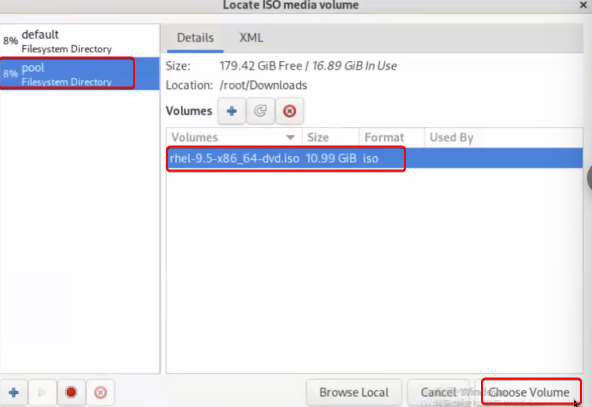 Locate ISO media volume
8% default
Filesystem Directory
8% pool
Filesystem Directory
Details XML
Size: 179.42 GiB Free / 16.89 GiB In Use
Location: /root/Downloads
Volumes
Volumes Size Format Used By
rhel-9.5-x86_64-dvd.iso 10.99 GiB iso
Browse Local Cancel Choose Volume